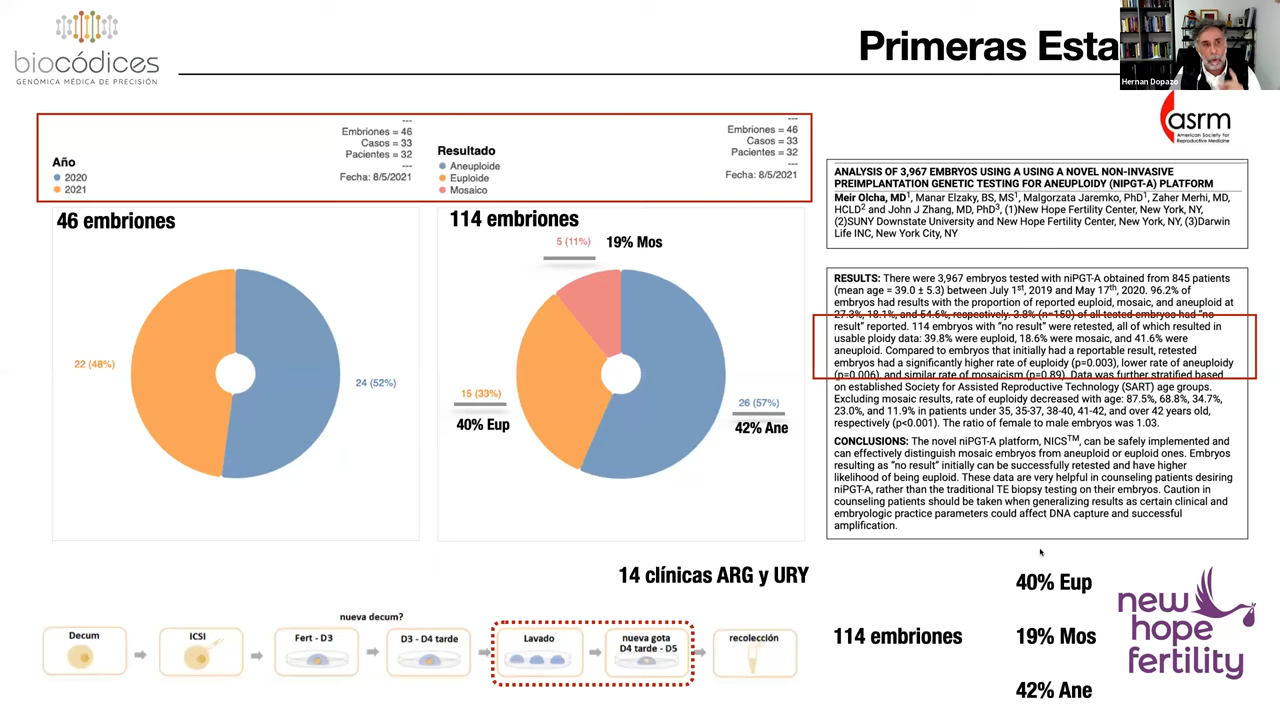 biocódices
GENÓMICA MÉDICA DE PRECISIÓN
Primeras Esta
Hernan Dopazo
asrm
American Society for
Reproductive Medicine
---
Embriones = 46
Casos = 33
Pacientes = 32
---
Fecha: 8/5/2021
Año
2020
2021
---
Embriones = 46
Casos = 33
Pacientes = 32
---
Fecha: 8/5/2021
Resultado
Aneuploide
Euploide
Mosaico
46 embriones
22 (48%)
24 (52%)
114 embriones
5 (11%)
19% Mos
15 (33%)
40% Eup
26 (57%)
42% Ane
ANALYSIS OF 3,967 EMBRYOS USING A USING A NOVEL NON-INVASIVE
PREIMPLANTATION GENETIC TESTING FOR ANEUPLOIDY (NIPGT-A) PLATFORM
Meir Olcha, MD1, Manar Elzaky, BS, MS1, Malgorzata Jaremko, PhD1, Zaher Merhi, MD,
HCLD2 and John J Zhang, MD, PhD3, (1)New Hope Fertility Center, New York, NY,
(2)SUNY Downstate University and New Hope Fertility Center, New York, NY, (3)Darwin
Life INC, New York City, NY
RESULTS: There were 3,967 embryos tested with niPGT-A obtained from 845 patients
(mean age = 39.0 ± 5.3) between July 1st, 2019 and May 17th, 2020. 96.2% of
embryos had results with the proportion of reported euploid, mosaic, and aneuploid at
27.3%, 18.1%, and 54.6%, respectively. 3.8% (n=150) of all tested embryos had "no
result" reported. 114 embryos with "no result" were retested, all of which resulted in
usable ploidy data: 39.8% were euploid, 18.6% were mosaic, and 41.6% were
aneuploid. Compared to embryos that initially had a reportable result, retested
embryos had a significantly higher rate of euploidy (p=0.003), lower rate of aneuploidy
(p=0.006), and similar rate of mosaicism (p=0.89). Data was further stratified based
on established Society for Assisted Reproductive Technology (SART) age groups.
Excluding mosaic results, rate of euploidy decreased with age: 87.5%, 68.8%, 34.7%,
23.0%, and 11.9% in patients under 35, 35-37, 38-40, 41-42, and over 42 years old,
respectively (p<0.001). The ratio of female to male embryos was 1.03.
CONCLUSIONS: The novel niPGT-A platform, NICSTM, can be safely implemented and
can effectively distinguish mosaic embryos from aneuploid or euploid ones. Embryos
resulting as "no result" initially can be successfully retested and have higher
likelihood of being euploid. These data are very helpful in counseling patients desiring
niPGT-A, rather than the traditional TE biopsy testing on their embryos. Caution in
counseling patients should be taken when generalizing results as certain clinical and
embryologic practice parameters could affect DNA capture and successful
amplification.
14 clínicas ARG y URY
nueva decum?
Decum
ICSI
Fert - D3
D3 - D4 tarde
Lavado
nueva gota
D4 tarde - D5
recolección
114 embriones
40% Eup
19% Mos
42% Ane
new
hope
fertility